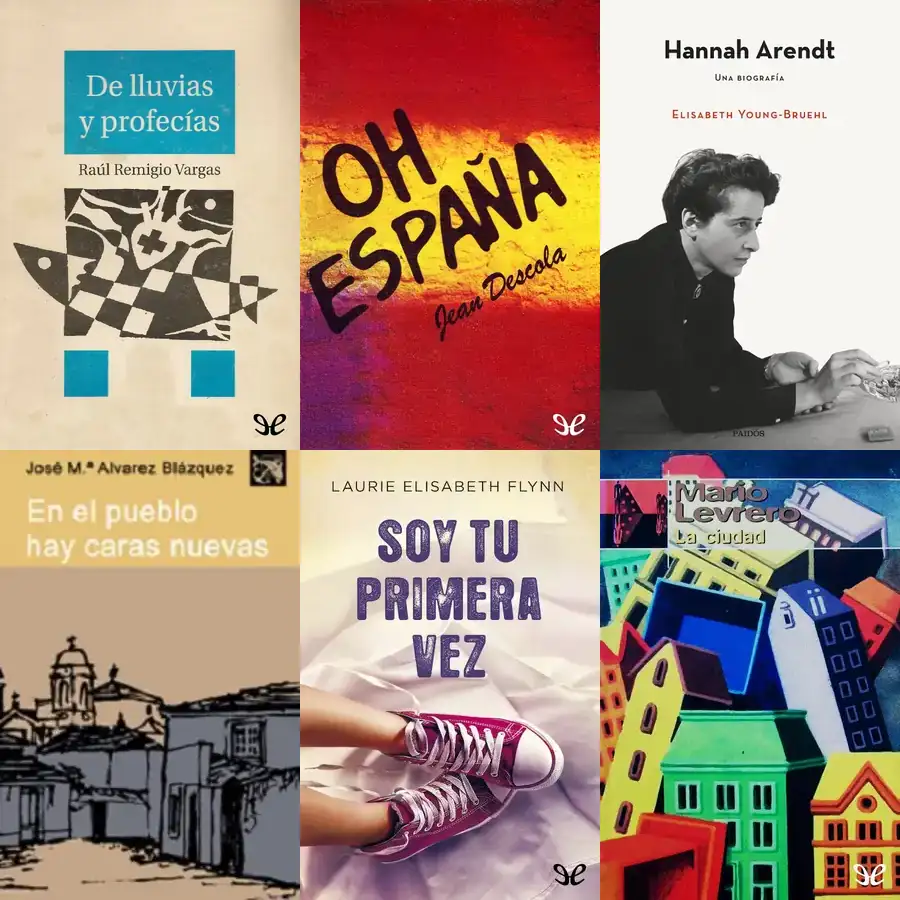 De lluvias
y profecías
Raúl Remigio Vargas
OH
ESPAÑA
Jean Descola
Hannah Arendt
Una biografía
Elisabeth Young-Bruehl
PAIDÓS
José M.ª Alvarez Blázquez
En el pueblo
hay caras nuevas
LAURIE ELISABETH FLYNN
SOY TU
PRIMERA
VEZ
Mario
Levrero
La ciudad